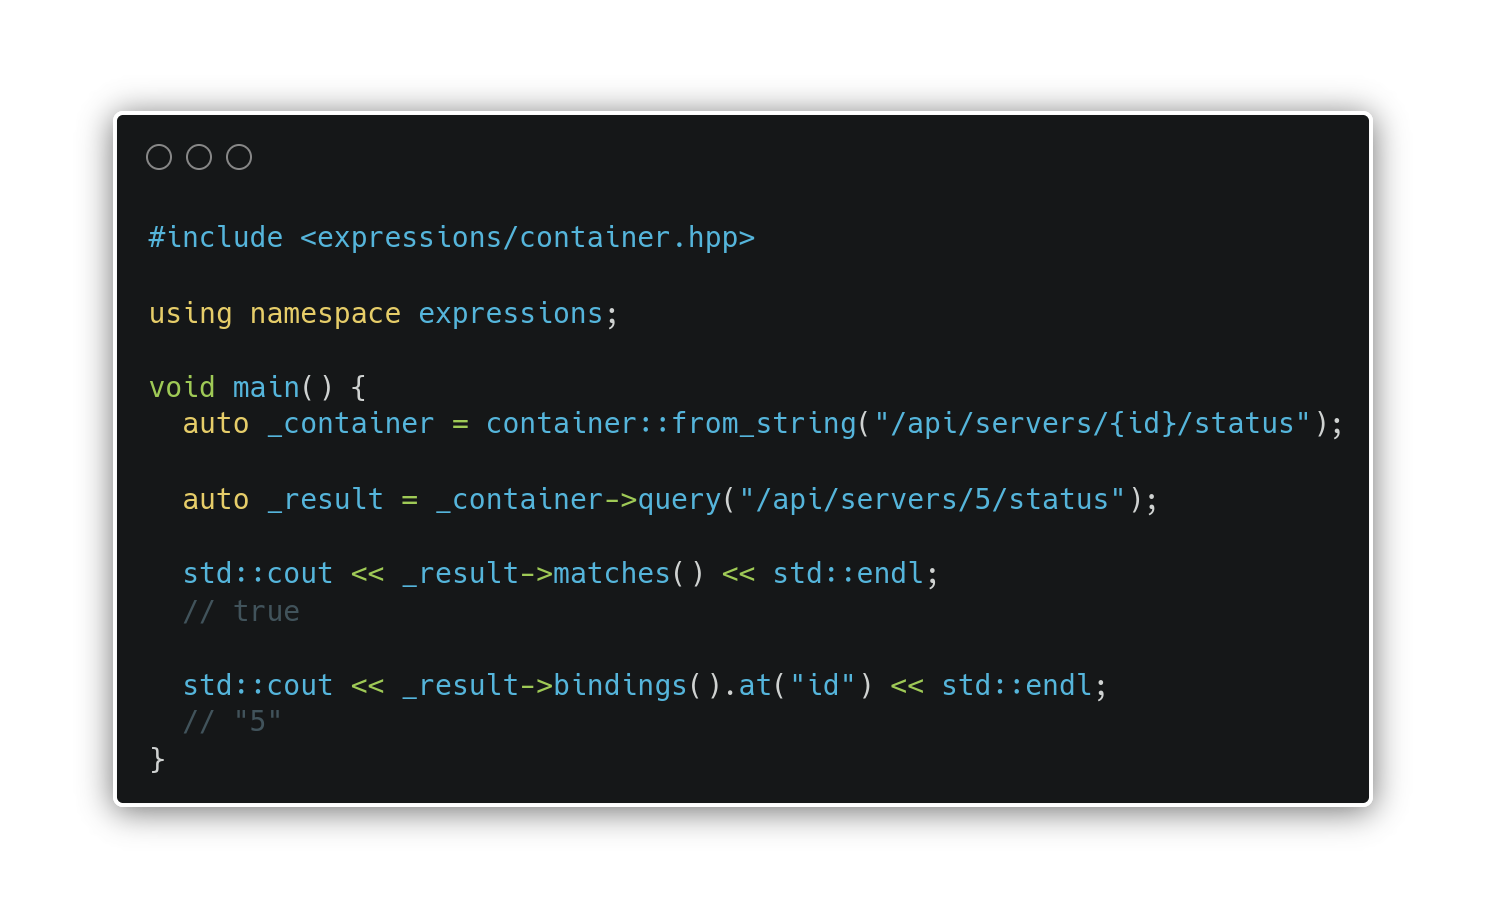 #include <expressions/container.hpp>
using namespace expressions;
void main() {
  auto _container = container::from_string("/api/servers/{id}/status");
  auto _result = _container->query("/api/servers/5/status");
  std::cout << _result->matches() << std::endl;
  // true
  std::cout << _result->bindings().at("id") << std::endl;
  // "5"
}